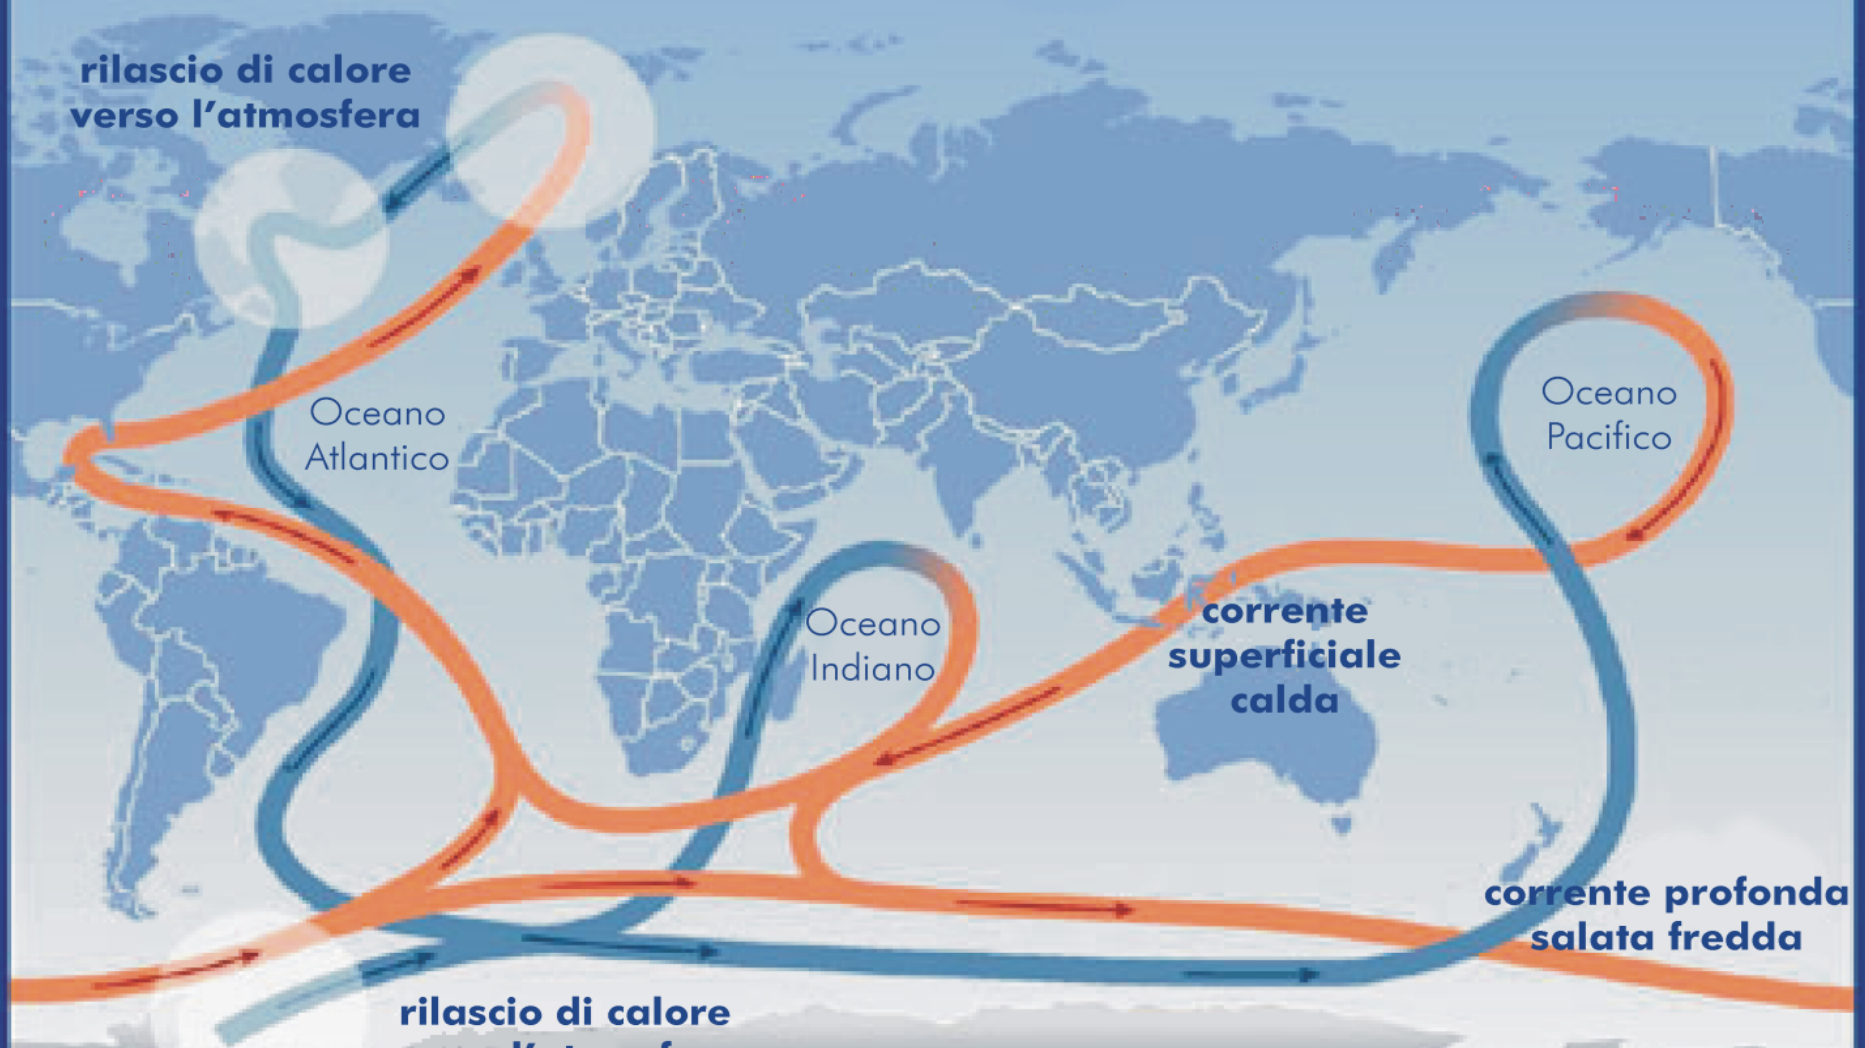 rilascio di calore
verso l'atmosfera
Oceano
Atlantico
Oceano
Pacifico
Oceano
Indiano
corrente
superficiale
calda
corrente profonda
salata fredda
rilascio di calore